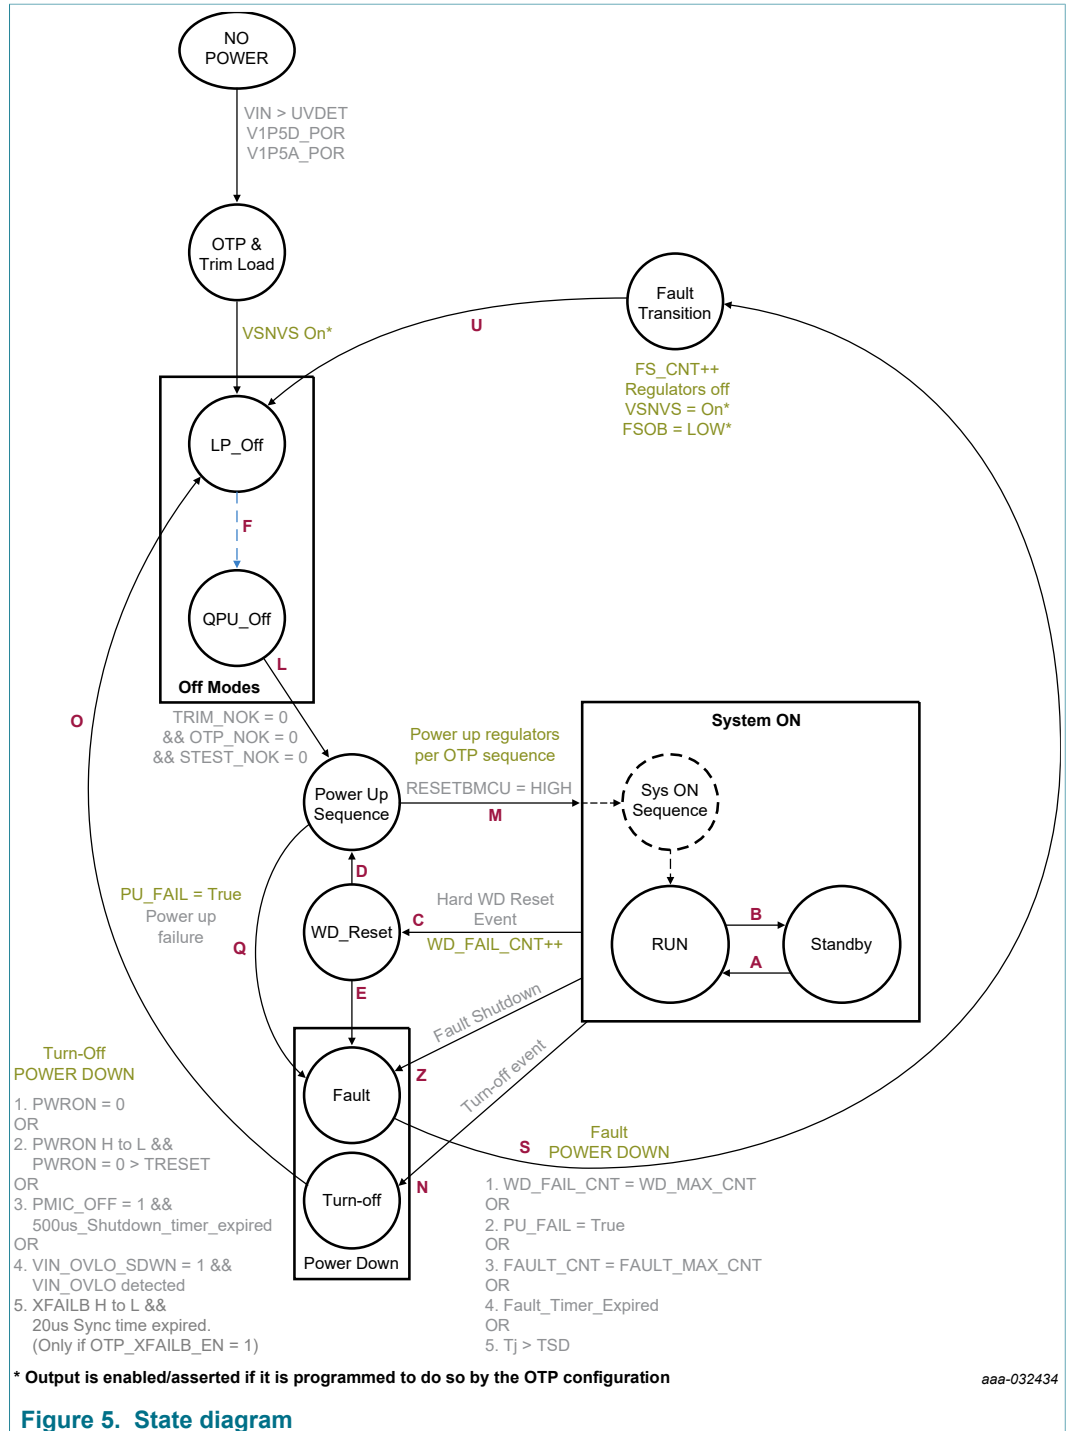 NO
POWER
VIN > UVDET
V1P5D_POR
V1P5A_POR
OTP &
Trim Load
VSNVS On*
Fault
Transition
U
FS_CNT++
Regulators off
VSNVS = On*
FSOB = LOW*
LP_Off
F
QPU_Off
L
Off Modes
O
TRIM_NOK = 0
&& OTP_NOK = 0
&& STEST_NOK = 0
Power up regulators
per OTP sequence
System ON
Power Up
Sequence
RESETBMCU = HIGH
M
Sys ON
Sequence
D
PU_FAIL = True
Power up
failure
Q
WD_Reset
Hard WD Reset
Event
C
WD_FAIL_CNT++
RUN
B
A
Standby
E
Fault Shutdown
Z
Turn-off event
N
Fault
Turn-off
Power Down
S
Fault
POWER DOWN
1. WD_FAIL_CNT = WD_MAX_CNT
OR
2. PU_FAIL = True
OR
3. FAULT_CNT = FAULT_MAX_CNT
OR
4. Fault_Timer_Expired
OR
5. Tj > TSD
Turn-Off
POWER DOWN
1. PWRON = 0
OR
2. PWRON H to L &&
PWRON = 0 > TRESET
OR
3. PMIC_OFF = 1 &&
500us_Shutdown_timer_expired
OR
4. VIN_OVLO_SDWN = 1 &&
VIN_OVLO detected
5. XFAILB H to L &&
20us Sync time expired.
(Only if OTP_XFAILB_EN = 1)
* Output is enabled/asserted if it is programmed to do so by the OTP configuration
aaa-032434
Figure 5. State diagram